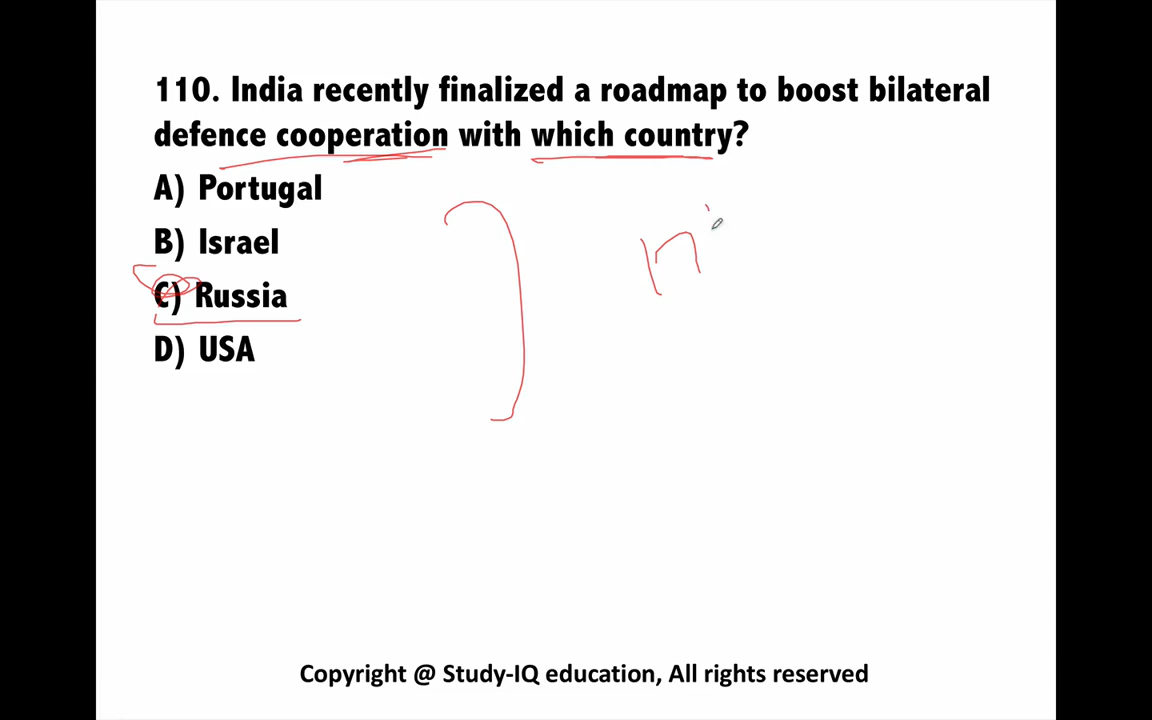 110. India recently finalized a roadmap to boost bilateral
defence cooperation with which country?
A) Portugal
B) Israel
C) Russia
D) USA
Copyright @ Study-IQ education, All rights reserved